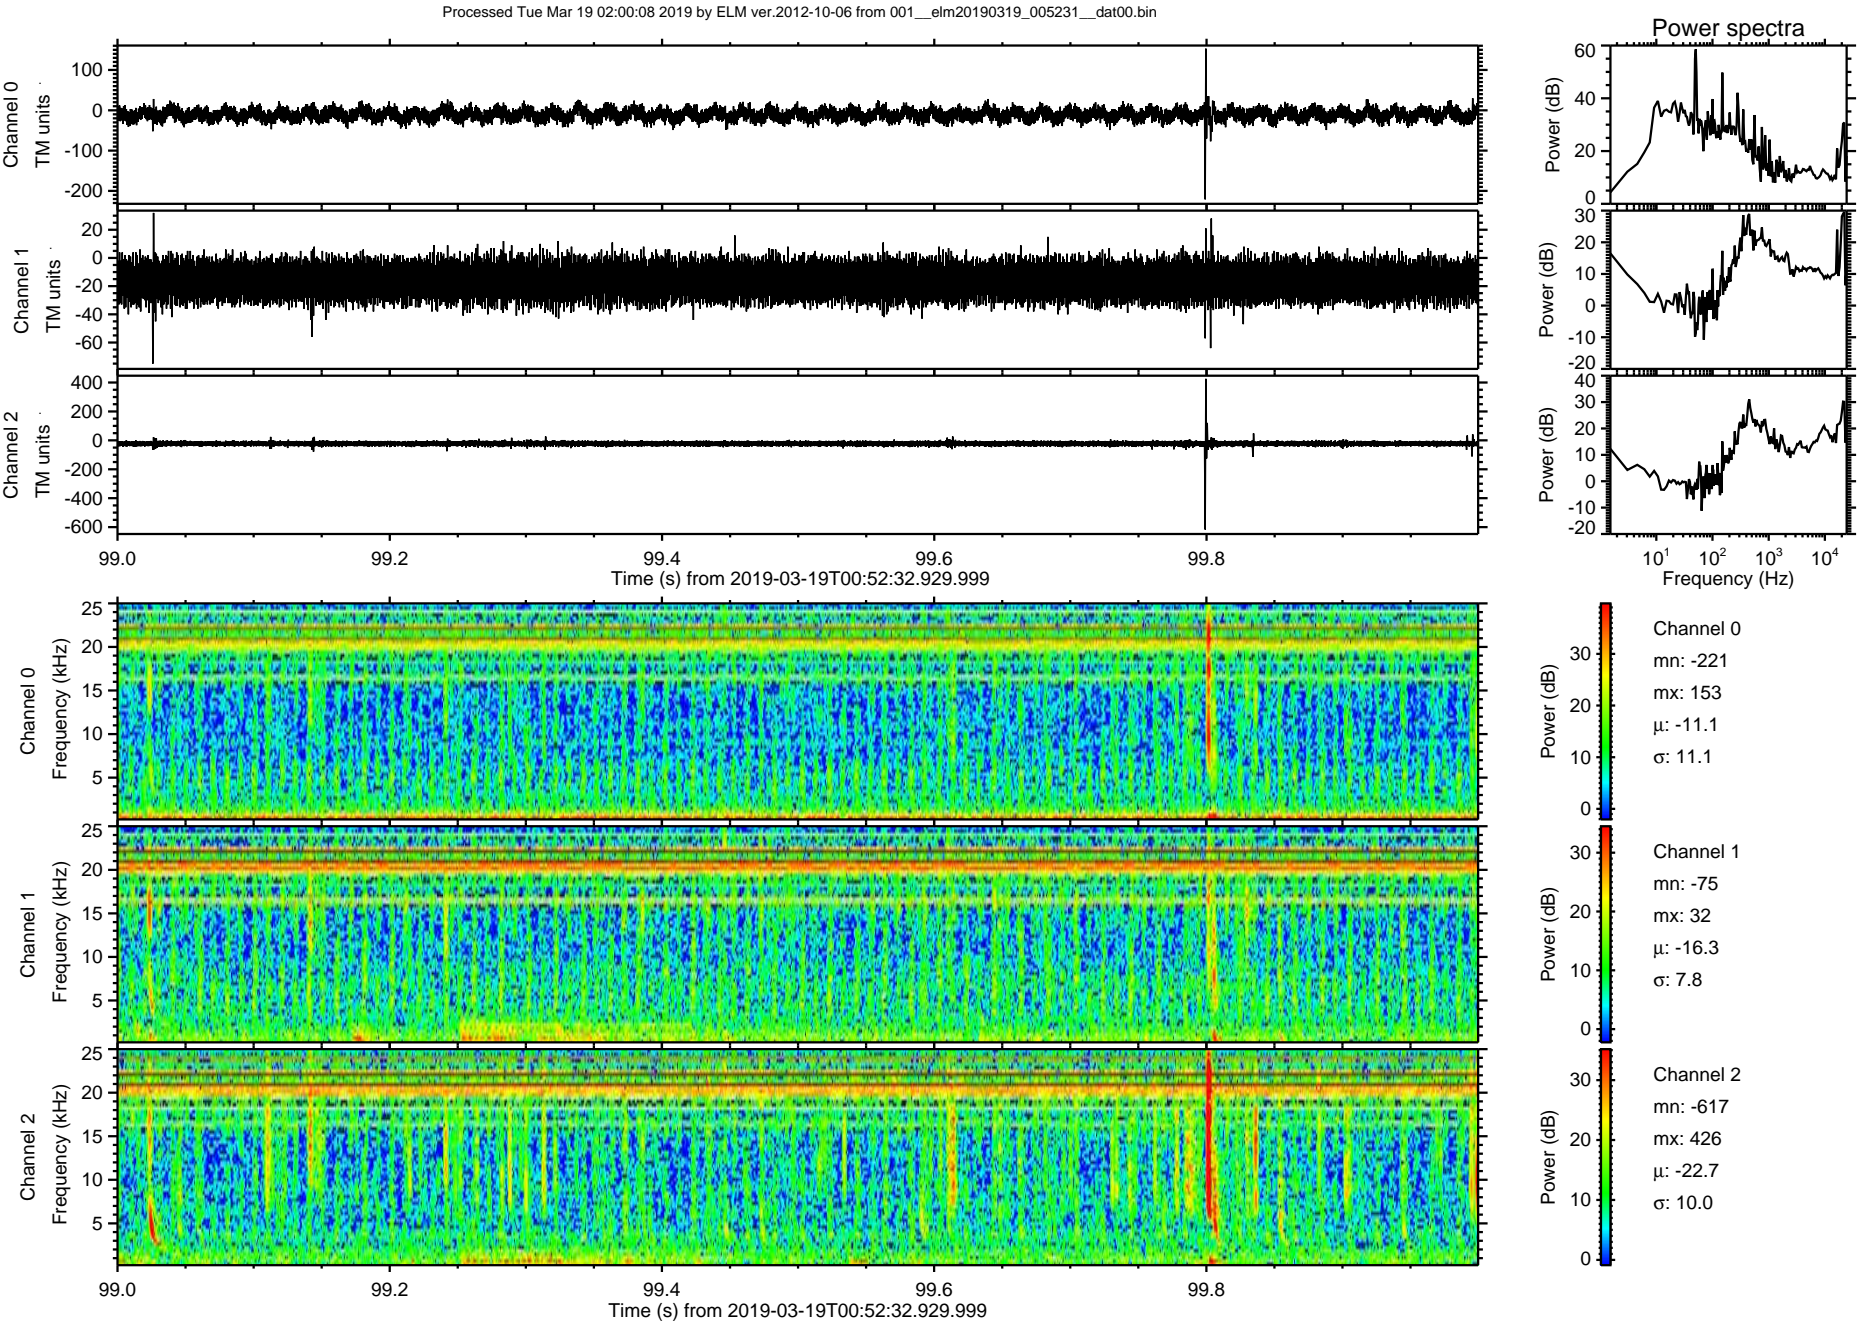 Processed Tue Mar 19 02:00:08 2019 by ELM ver.2012-10-06 from 001__elm20190319_005231__dat00.bin
Power spectra
Channel 0
TM units
100
0
-100
-200
Power (dB)
60
40
20
0
Channel 1
TM units
20
0
-20
-40
-60
Power (dB)
30
20
10
0
-10
-20
Channel 2
TM units
400
200
0
-200
-400
-600
Power (dB)
40
30
20
10
0
-10
-20
99.0 99.2 99.4 99.6 99.8
Time (s) from 2019-03-19T00:52:32.929.999
10^1 10^2 10^3 10^4
Frequency (Hz)
Channel 0
Frequency (kHz)
25
20
15
10
5
Power (dB)
30
20
10
0
Channel 0
mn: -221
mx: 153
μ: -11.1
σ: 11.1
Channel 1
Frequency (kHz)
25
20
15
10
5
Power (dB)
30
20
10
0
Channel 1
mn: -75
mx: 32
μ: -16.3
σ: 7.8
Channel 2
Frequency (kHz)
25
20
15
10
5
Power (dB)
30
20
10
0
Channel 2
mn: -617
mx: 426
μ: -22.7
σ: 10.0
99.0 99.2 99.4 99.6 99.8
Time (s) from 2019-03-19T00:52:32.929.999